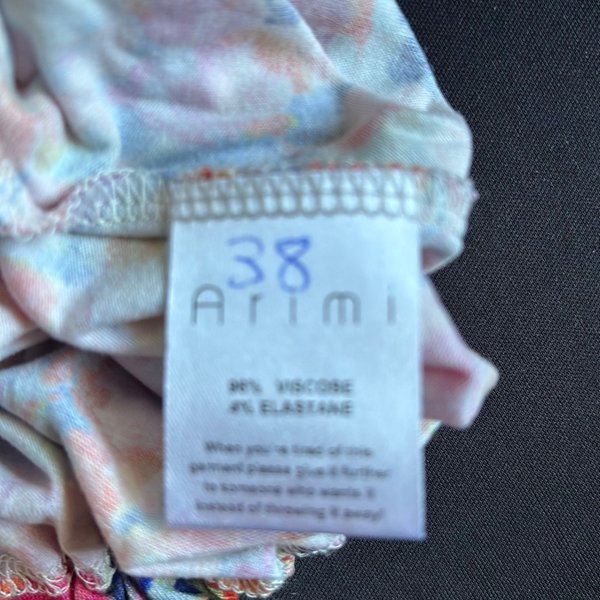 38
Arimi
96% VISCOSE
4% ELASTANE
When you're tired of this
garment please give it further
to someone who wants it
instead of throwing it away!